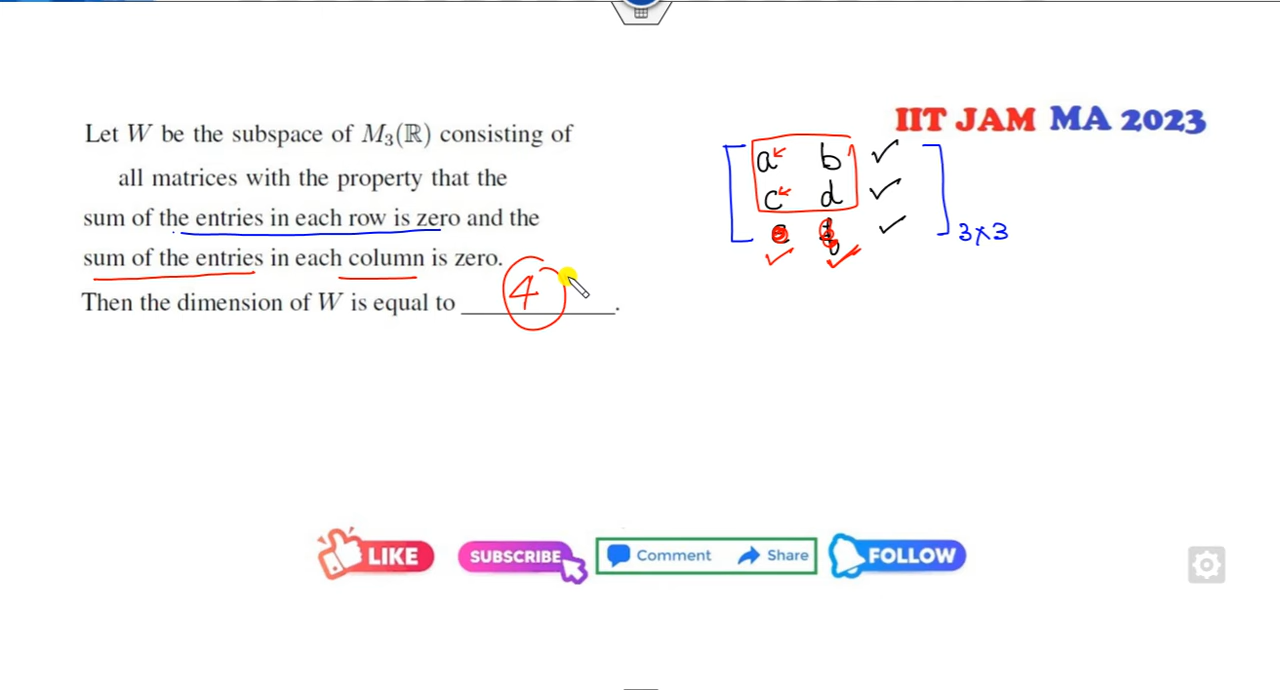 IIT JAM MA 2023
Let W be the subspace of M₃(ℝ) consisting of
all matrices with the property that the
sum of the entries in each row is zero and the
sum of the entries in each column is zero.
Then the dimension of W is equal to ________ .
4
a b
c d
3×3
LIKE
SUBSCRIBE
Comment
Share
FOLLOW